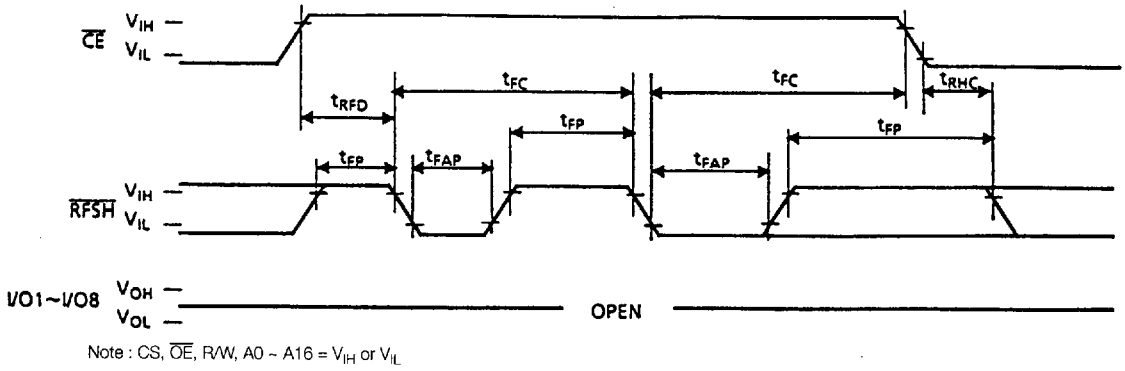 CE
VIH
VIL
tRFD
tFC
tFC
tRHC
tFP
tFAP
tFP
tFAP
tFP
RFSH
VIH
VIL
I/O1~I/O8
VOH
VOL
OPEN
Note : CS, OE, R/W, A0 ~ A16 = VIH or VIL